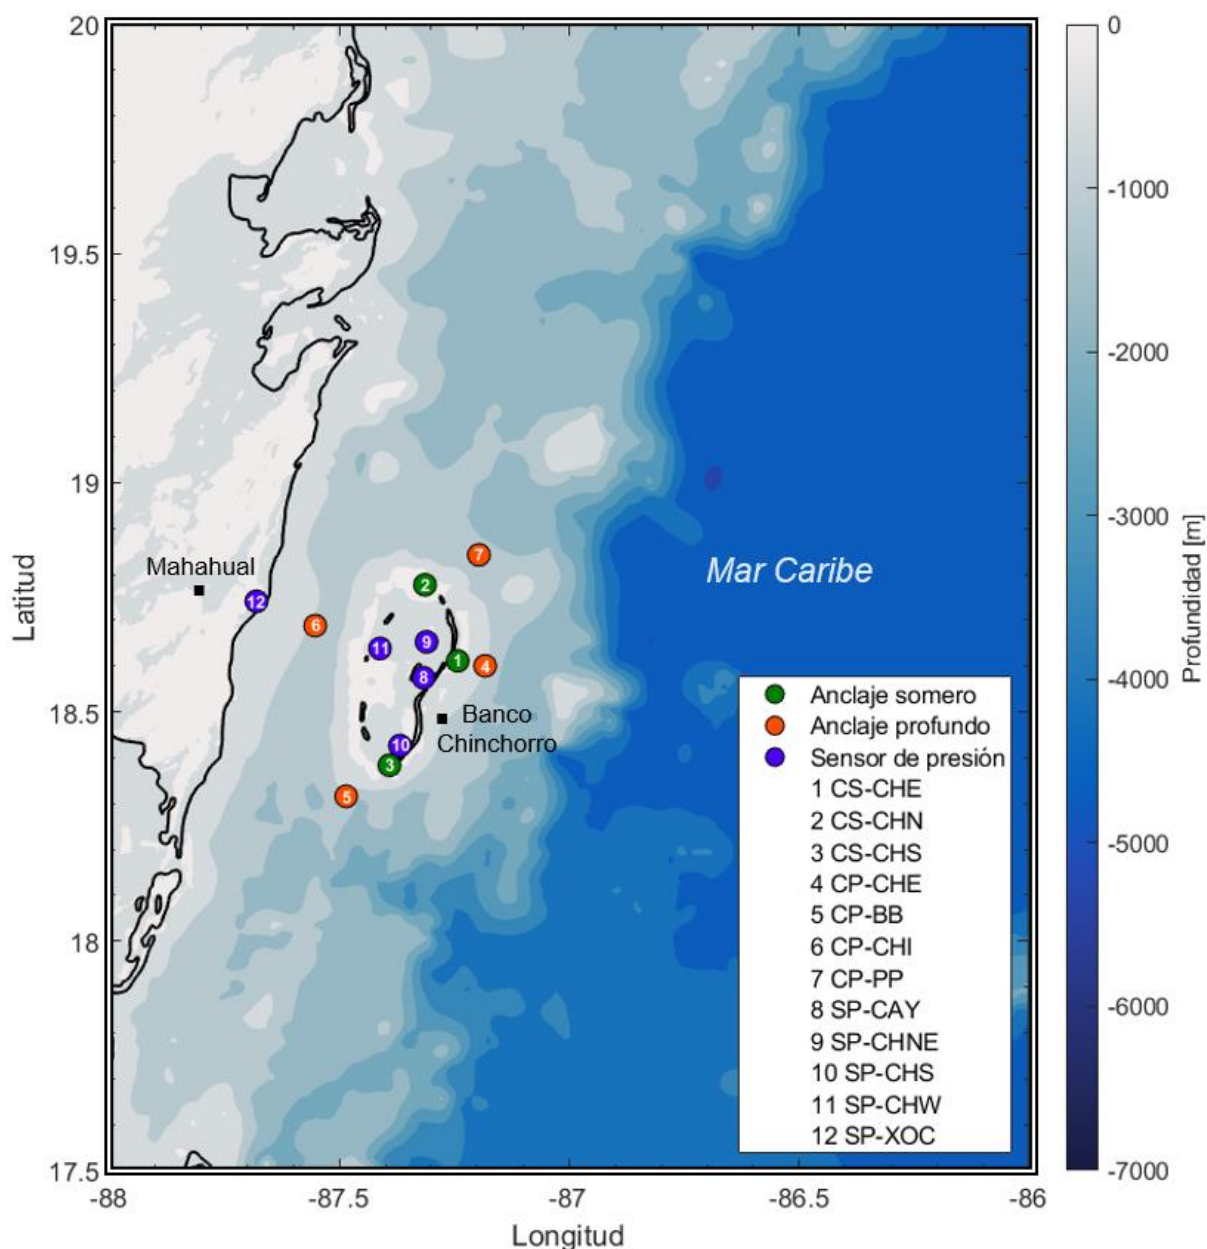 20
19.5
19
18.5
18
17.5
-88
-87.5
-87
-86.5
-86
Latitud
Longitud
Mahahual
Mar Caribe
Banco
Chinchorro
7
2
12
6
9
11
1
4
8
10
3
5
Anclaje somero
Anclaje profundo
Sensor de presión
1 CS-CHE
2 CS-CHN
3 CS-CHS
4 CP-CHE
5 CP-BB
6 CP-CHI
7 CP-PP
8 SP-CAY
9 SP-CHNE
10 SP-CHS
11 SP-CHW
12 SP-XOC
0
-1000
-2000
-3000
-4000
-5000
-6000
-7000
Profundidad [m]